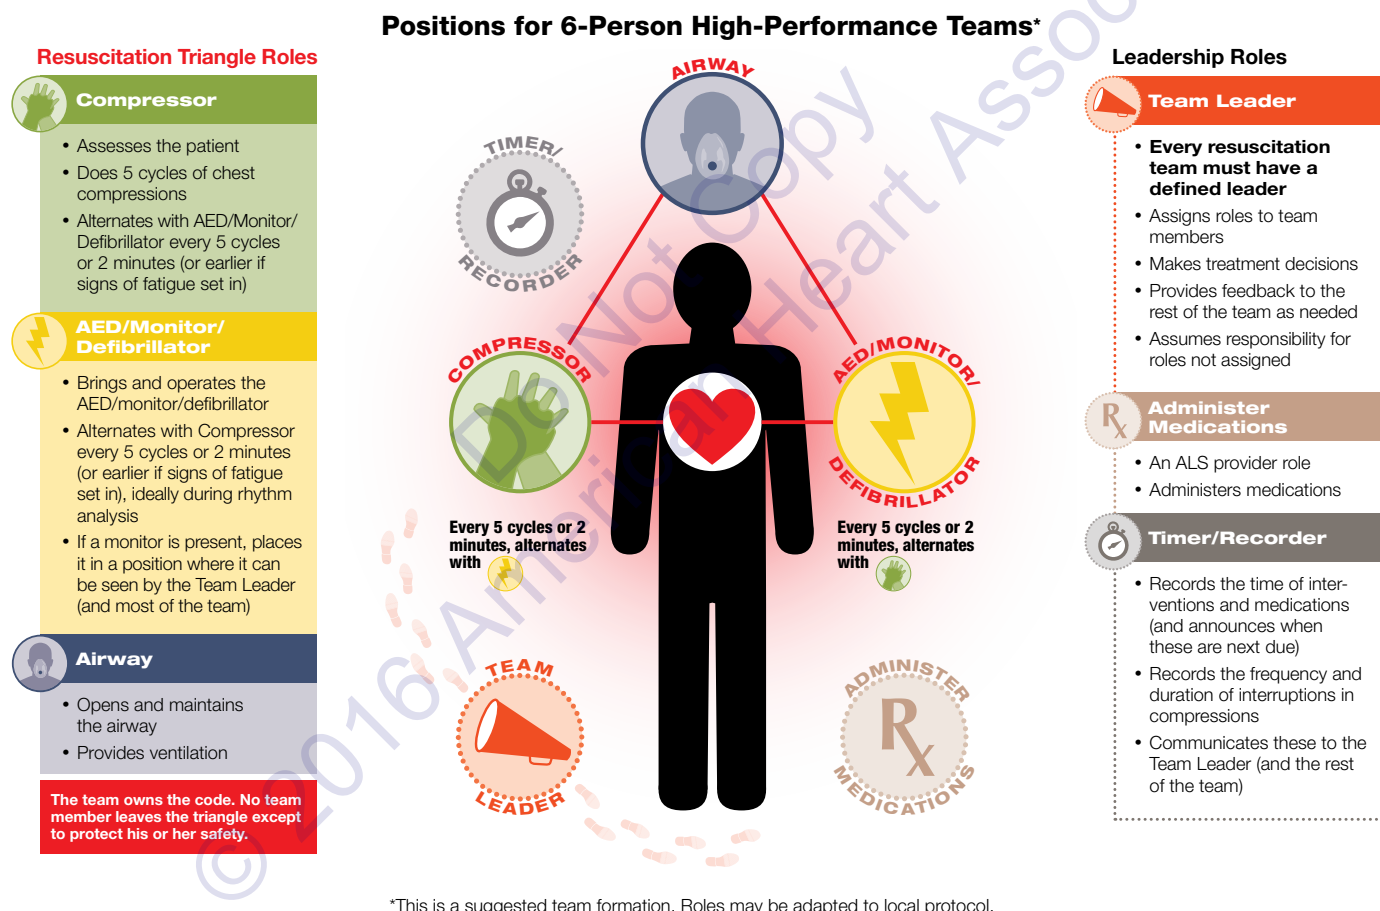 Positions for 6-Person High-Performance Teams*
Resuscitation Triangle Roles
Compressor
• Assesses the patient
• Does 5 cycles of chest
compressions
• Alternates with AED/Monitor/
Defibrillator every 5 cycles
or 2 minutes (or earlier if
signs of fatigue set in)
AED/Monitor/
Defibrillator
• Brings and operates the
AED/monitor/defibrillator
• Alternates with Compressor
every 5 cycles or 2 minutes
(or earlier if signs of fatigue
set in), ideally during rhythm
analysis
• If a monitor is present, places
it in a position where it can
be seen by the Team Leader
(and most of the team)
Airway
• Opens and maintains
the airway
• Provides ventilation
The team owns the code. No team
member leaves the triangle except
to protect his or her safety.
AIRWAY
TIMER/
RECORDER
COMPRESSOR
AED/MONITOR/
DEFIBRILLATOR
Every 5 cycles or 2
minutes, alternates
with
Every 5 cycles or 2
minutes, alternates
with
TEAM
LEADER
ADMINISTER
Rx
MEDICATIONS
Leadership Roles
Team Leader
• Every resuscitation
team must have a
defined leader
• Assigns roles to team
members
• Makes treatment decisions
• Provides feedback to the
rest of the team as needed
• Assumes responsibility for
roles not assigned
Rx
Administer
Medications
• An ALS provider role
• Administers medications
Timer/Recorder
• Records the time of inter-
ventions and medications
(and announces when
these are next due)
• Records the frequency and
duration of interruptions in
compressions
• Communicates these to the
Team Leader (and the rest
of the team)
*This is a suggested team formation. Roles may be adapted to local protocol.
Do Not Copy
© 2016 American Heart Assoc